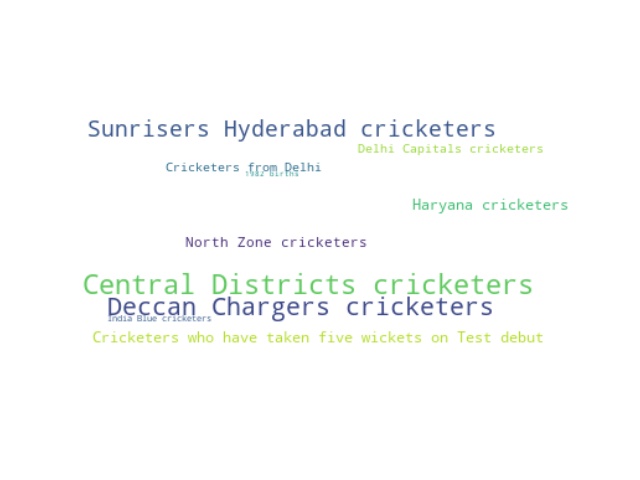 Sunrisers Hyderabad cricketers
Delhi Capitals cricketers
Cricketers from Delhi
1982 births
Haryana cricketers
North Zone cricketers
Central Districts cricketers
Deccan Chargers cricketers
India Blue cricketers
Cricketers who have taken five wickets on Test debut